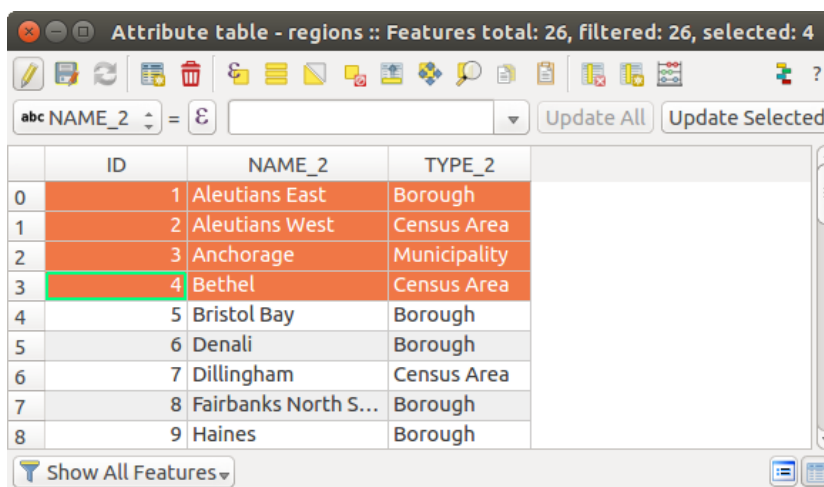 Attribute table - regions :: Features total: 26, filtered: 26, selected: 4
abc NAME_2 = ε Update All Update Selected
ID NAME_2 TYPE_2
0 1 Aleutians East Borough
1 2 Aleutians West Census Area
2 3 Anchorage Municipality
3 4 Bethel Census Area
4 5 Bristol Bay Borough
5 6 Denali Borough
6 7 Dillingham Census Area
7 8 Fairbanks North S... Borough
8 9 Haines Borough
Show All Features